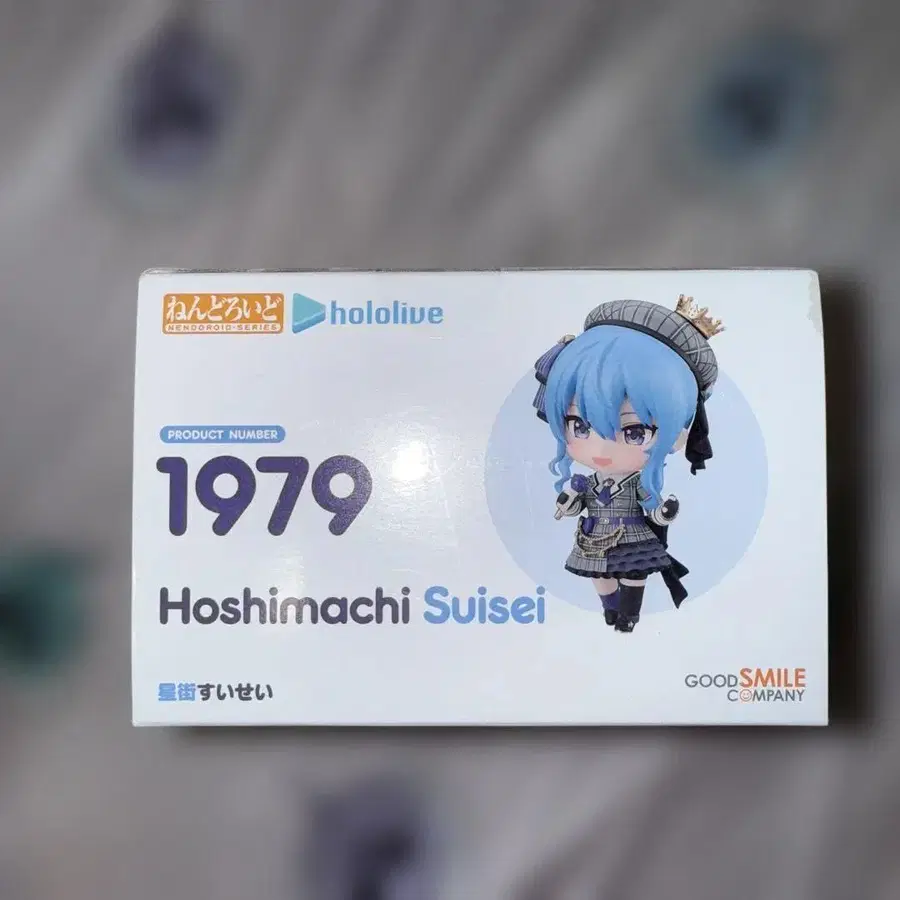 ねんどろいど
NENDOROID-SERIES
hololive
PRODUCT NUMBER
1979
Hoshimachi Suisei
星街すいせい
GOOD SMILE
COMPANY